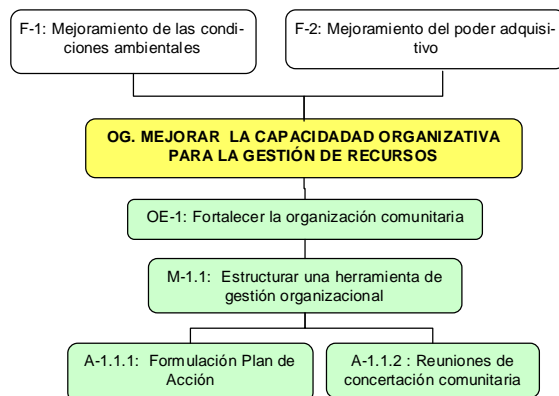 F-1: Mejoramiento de las condi-
ciones ambientales
F-2: Mejoramiento del poder adquisi-
tivo
OG. MEJORAR LA CAPACIDADAD ORGANIZATIVA
PARA LA GESTIÓN DE RECURSOS
OE-1: Fortalecer la organización comunitaria
M-1.1: Estructurar una herramienta de
gestión organizacional
A-1.1.1: Formulación Plan de
Acción
A-1.1.2 : Reuniones de
concertación comunitaria